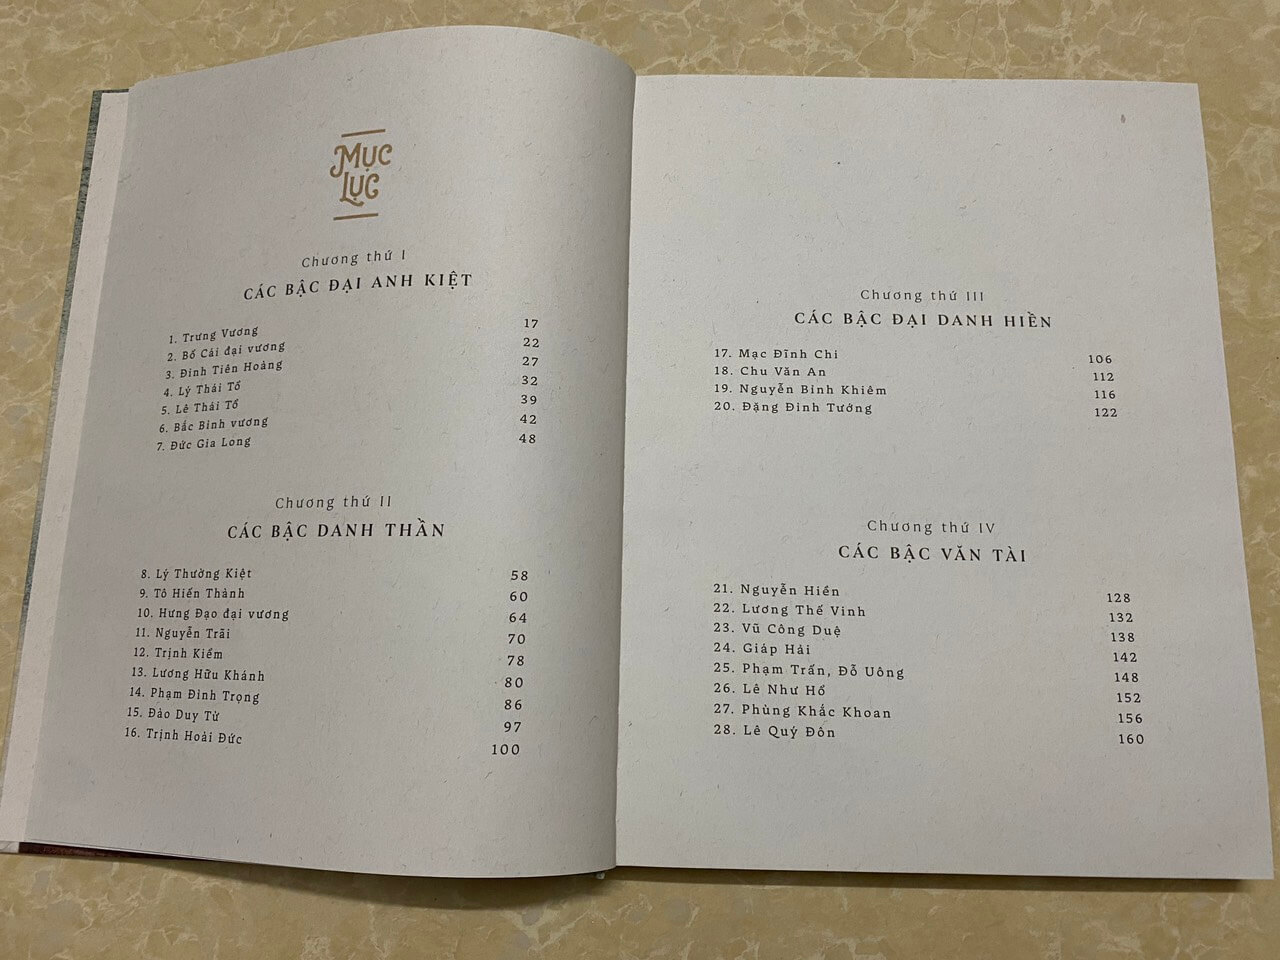 MỤC
LỤC
Chương thứ I
CÁC BẬC ĐẠI ANH KIỆT
1. Trưng Vương 17
2. Bố Cái đại vương 22
3. Đinh Tiên Hoàng 27
4. Lý Thái Tổ 32
5. Lê Thái Tổ 39
6. Bắc Bình vương 42
7. Đức Gia Long 48
Chương thứ II
CÁC BẬC DANH THẦN
8. Lý Thường Kiệt 58
9. Tô Hiến Thành 60
10. Hưng Đạo đại vương 64
11. Nguyễn Trãi 70
12. Trịnh Kiểm 78
13. Lương Hữu Khánh 80
14. Phạm Đình Trọng 86
15. Đào Duy Từ 97
16. Trịnh Hoài Đức 100
Chương thứ III
CÁC BẬC ĐẠI DANH HIỀN
17. Mạc Đĩnh Chi 106
18. Chu Văn An 112
19. Nguyễn Bỉnh Khiêm 116
20. Đặng Đình Tướng 122
Chương thứ IV
CÁC BẬC VĂN TÀI
21. Nguyễn Hiền 128
22. Lương Thế Vinh 132
23. Vũ Công Duệ 138
24. Giáp Hải 142
25. Phạm Trấn, Đỗ Uông 148
26. Lê Như Hổ 152
27. Phùng Khắc Khoan 156
28. Lê Quý Đôn 160